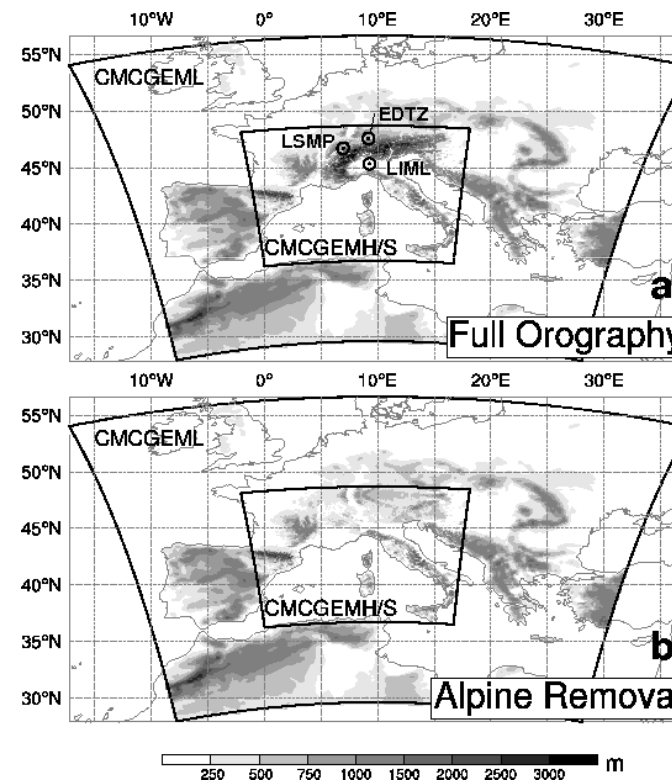 10°W 0° 10°E 20°E 30°E
55°N
CMCGEML
50°N
EDTZ
LSMP
45°N
LIML
40°N
CMCGEMH/S
35°N
a
30°N
Full Orography
10°W 0° 10°E 20°E 30°E
55°N
CMCGEML
50°N
45°N
40°N
CMCGEMH/S
35°N
b
30°N
Alpine Remova
250 500 750 1000 1500 2000 2500 3000 m